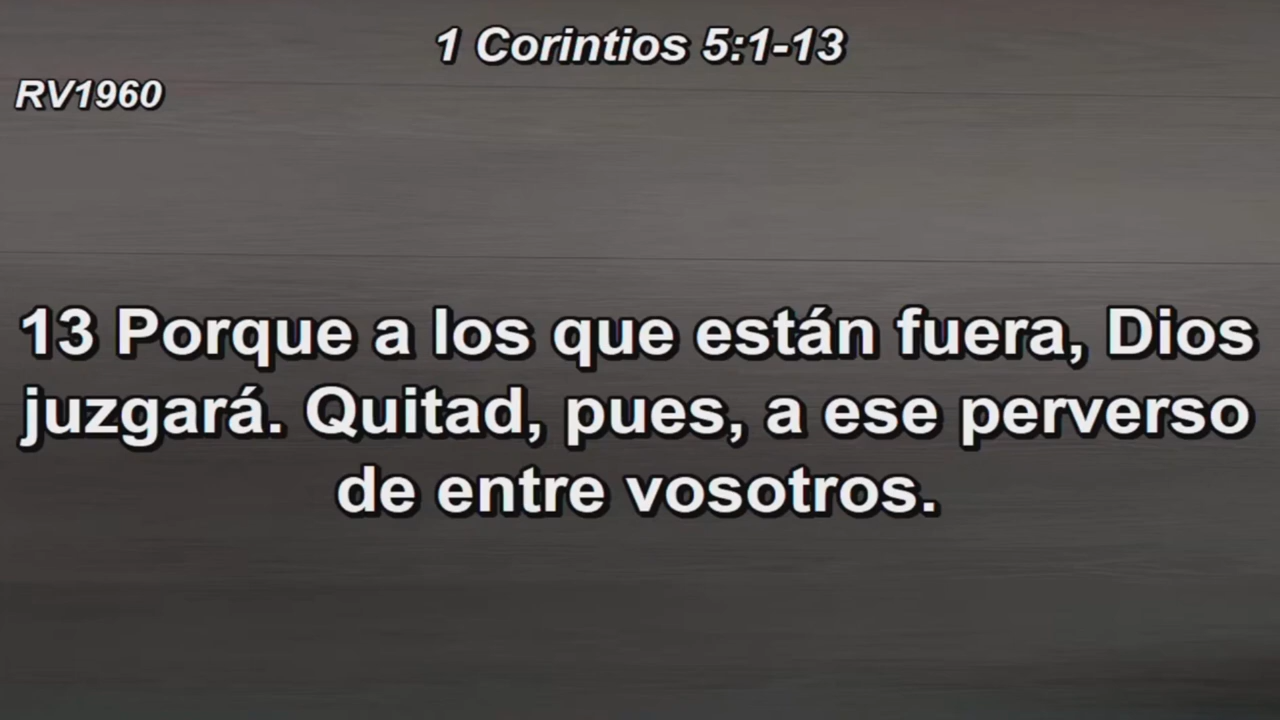 1 Corintios 5:1-13
RV1960
13 Porque a los que están fuera, Dios
juzgará. Quitad, pues, a ese perverso
de entre vosotros.